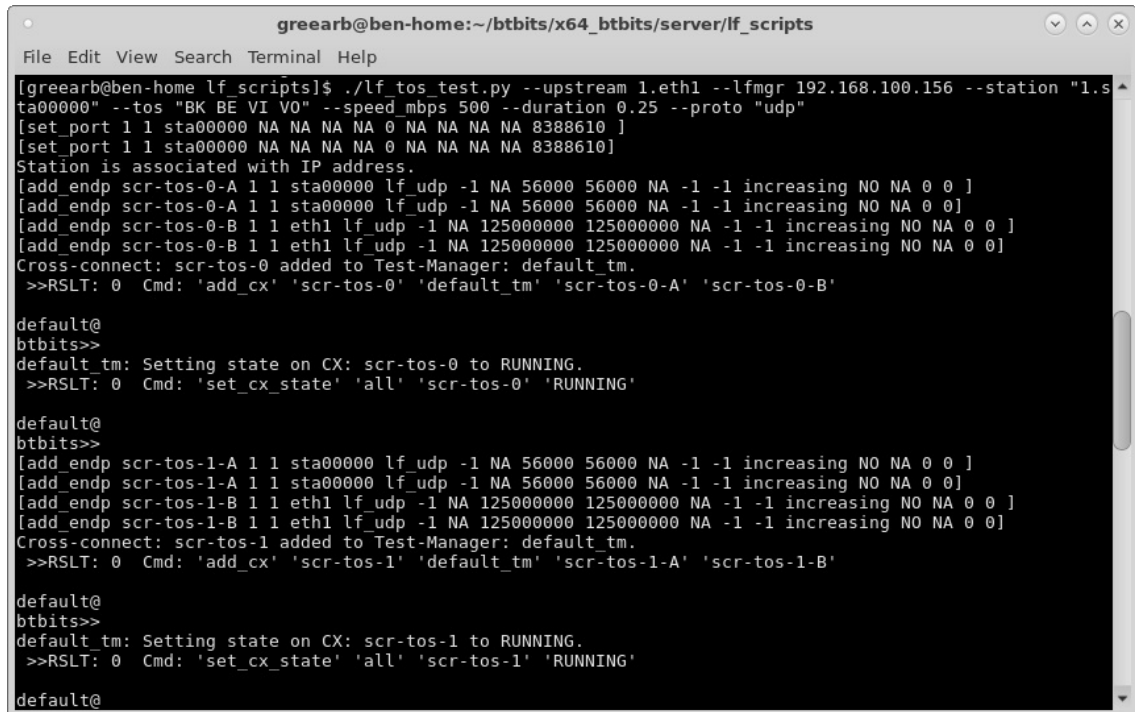 greearb@ben-home:~/btbits/x64_btbits/server/lf_scripts
File Edit View Search Terminal Help
[greearb@ben-home lf_scripts]$ ./lf_tos_test.py --upstream 1.eth1 --lfmgr 192.168.100.156 --station "1.s
ta00000" --tos "BK BE VI VO" --speed_mbps 500 --duration 0.25 --proto "udp"
[set_port 1 1 sta00000 NA NA NA NA 0 NA NA NA NA 8388610 ]
[set_port 1 1 sta00000 NA NA NA NA 0 NA NA NA NA 8388610]
Station is associated with IP address.
[add_endp scr-tos-0-A 1 1 sta00000 lf_udp -1 NA 56000 56000 NA -1 -1 increasing NO NA 0 0 ]
[add_endp scr-tos-0-A 1 1 sta00000 lf_udp -1 NA 56000 56000 NA -1 -1 increasing NO NA 0 0]
[add_endp scr-tos-0-B 1 1 eth1 lf_udp -1 NA 125000000 125000000 NA -1 -1 increasing NO NA 0 0 ]
[add_endp scr-tos-0-B 1 1 eth1 lf_udp -1 NA 125000000 125000000 NA -1 -1 increasing NO NA 0 0]
Cross-connect: scr-tos-0 added to Test-Manager: default_tm.
 >>RSLT: 0  Cmd: 'add_cx' 'scr-tos-0' 'default_tm' 'scr-tos-0-A' 'scr-tos-0-B'
default@
btbits>>
default_tm: Setting state on CX: scr-tos-0 to RUNNING.
 >>RSLT: 0  Cmd: 'set_cx_state' 'all' 'scr-tos-0' 'RUNNING'
default@
btbits>>
[add_endp scr-tos-1-A 1 1 sta00000 lf_udp -1 NA 56000 56000 NA -1 -1 increasing NO NA 0 0 ]
[add_endp scr-tos-1-A 1 1 sta00000 lf_udp -1 NA 56000 56000 NA -1 -1 increasing NO NA 0 0]
[add_endp scr-tos-1-B 1 1 eth1 lf_udp -1 NA 125000000 125000000 NA -1 -1 increasing NO NA 0 0 ]
[add_endp scr-tos-1-B 1 1 eth1 lf_udp -1 NA 125000000 125000000 NA -1 -1 increasing NO NA 0 0]
Cross-connect: scr-tos-1 added to Test-Manager: default_tm.
 >>RSLT: 0  Cmd: 'add_cx' 'scr-tos-1' 'default_tm' 'scr-tos-1-A' 'scr-tos-1-B'
default@
btbits>>
default_tm: Setting state on CX: scr-tos-1 to RUNNING.
 >>RSLT: 0  Cmd: 'set_cx_state' 'all' 'scr-tos-1' 'RUNNING'
default@